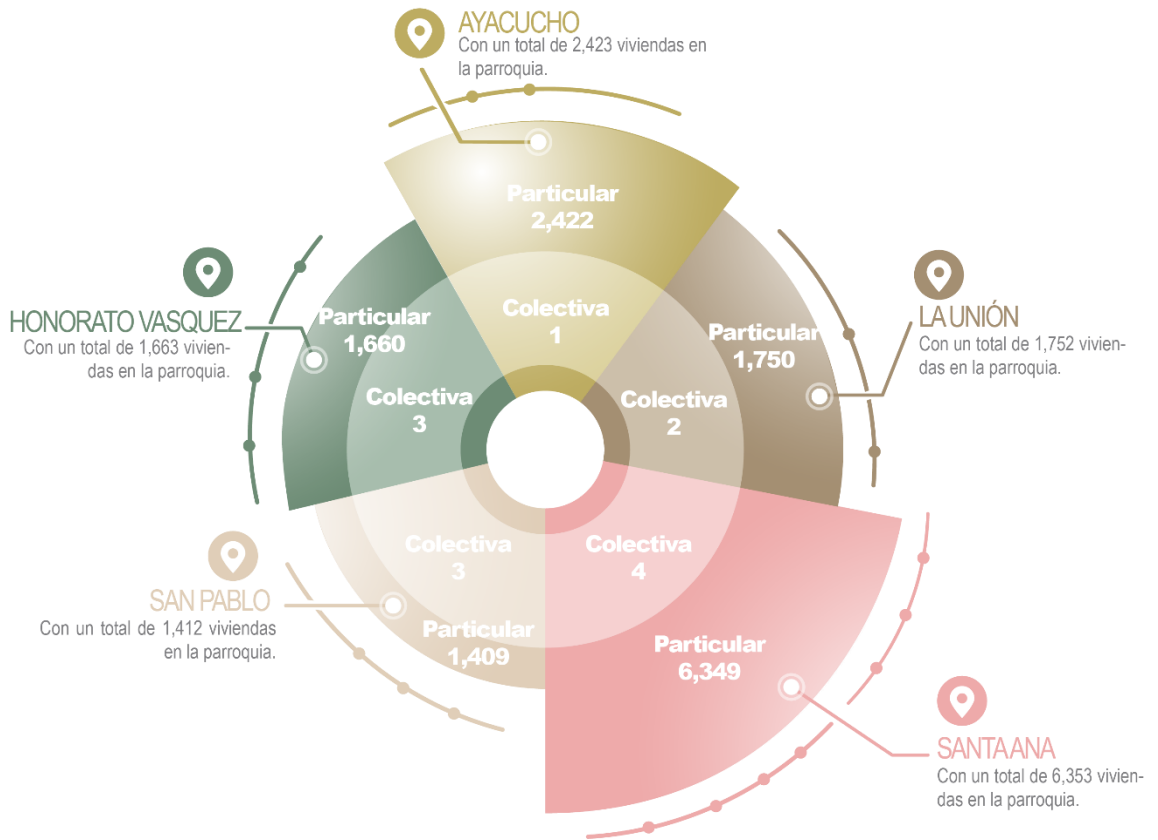 AYACUCHO
Con un total de 2,423 viviendas en
la parroquia.
Particular
2,422
Colectiva
1
HONORATO VASQUEZ
Con un total de 1,663 vivien-
das en la parroquia.
Particular
1,660
Colectiva
3
LA UNIÓN
Con un total de 1,752 vivien-
das en la parroquia.
Particular
1,750
Colectiva
2
SAN PABLO
Con un total de 1,412 viviendas
en la parroquia.
Colectiva
3
Particular
1,409
SANTA ANA
Con un total de 6,353 vivien-
das en la parroquia.
Colectiva
4
Particular
6,349